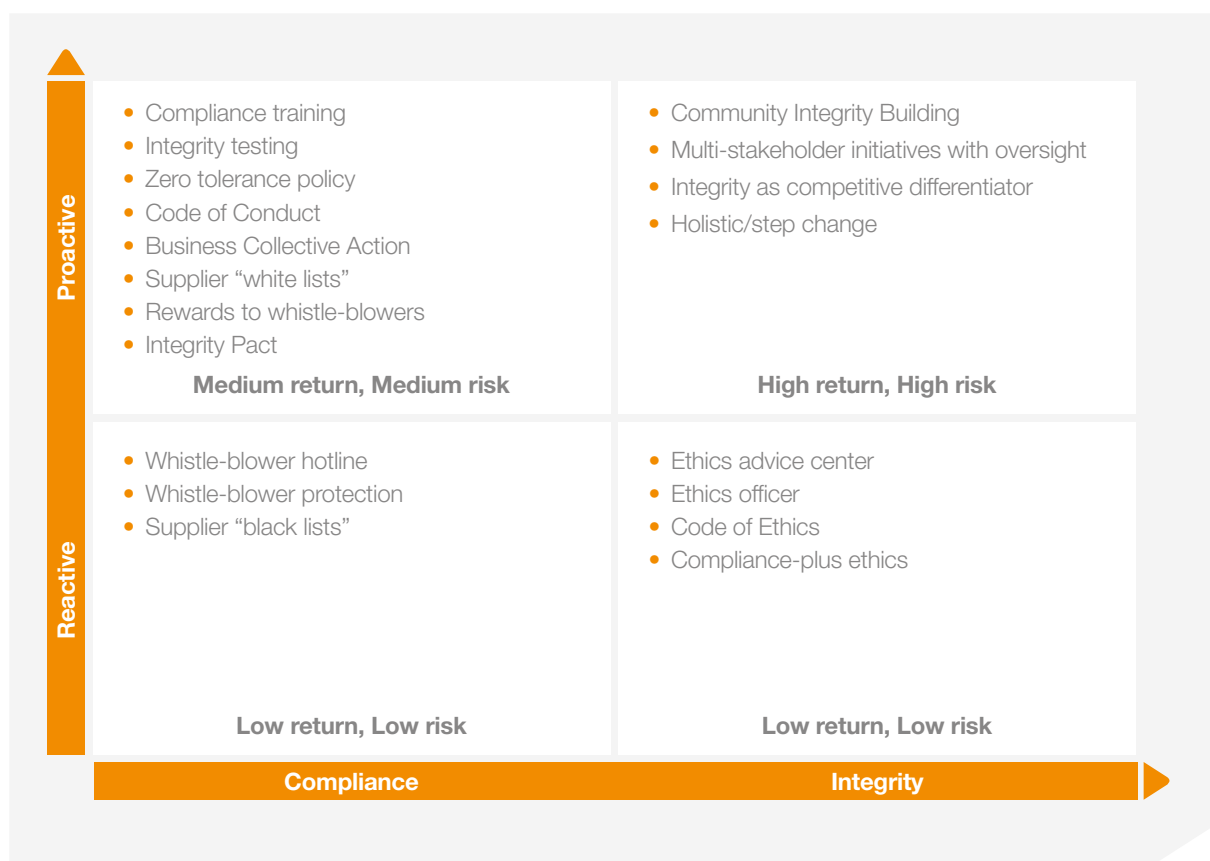 Proactive
• Compliance training
• Integrity testing
• Zero tolerance policy
• Code of Conduct
• Business Collective Action
• Supplier “white lists”
• Rewards to whistle-blowers
• Integrity Pact
Medium return, Medium risk
• Community Integrity Building
• Multi-stakeholder initiatives with oversight
• Integrity as competitive differentiator
• Holistic/step change
High return, High risk
Reactive
• Whistle-blower hotline
• Whistle-blower protection
• Supplier “black lists”
Low return, Low risk
• Ethics advice center
• Ethics officer
• Code of Ethics
• Compliance-plus ethics
Low return, Low risk
Compliance
Integrity